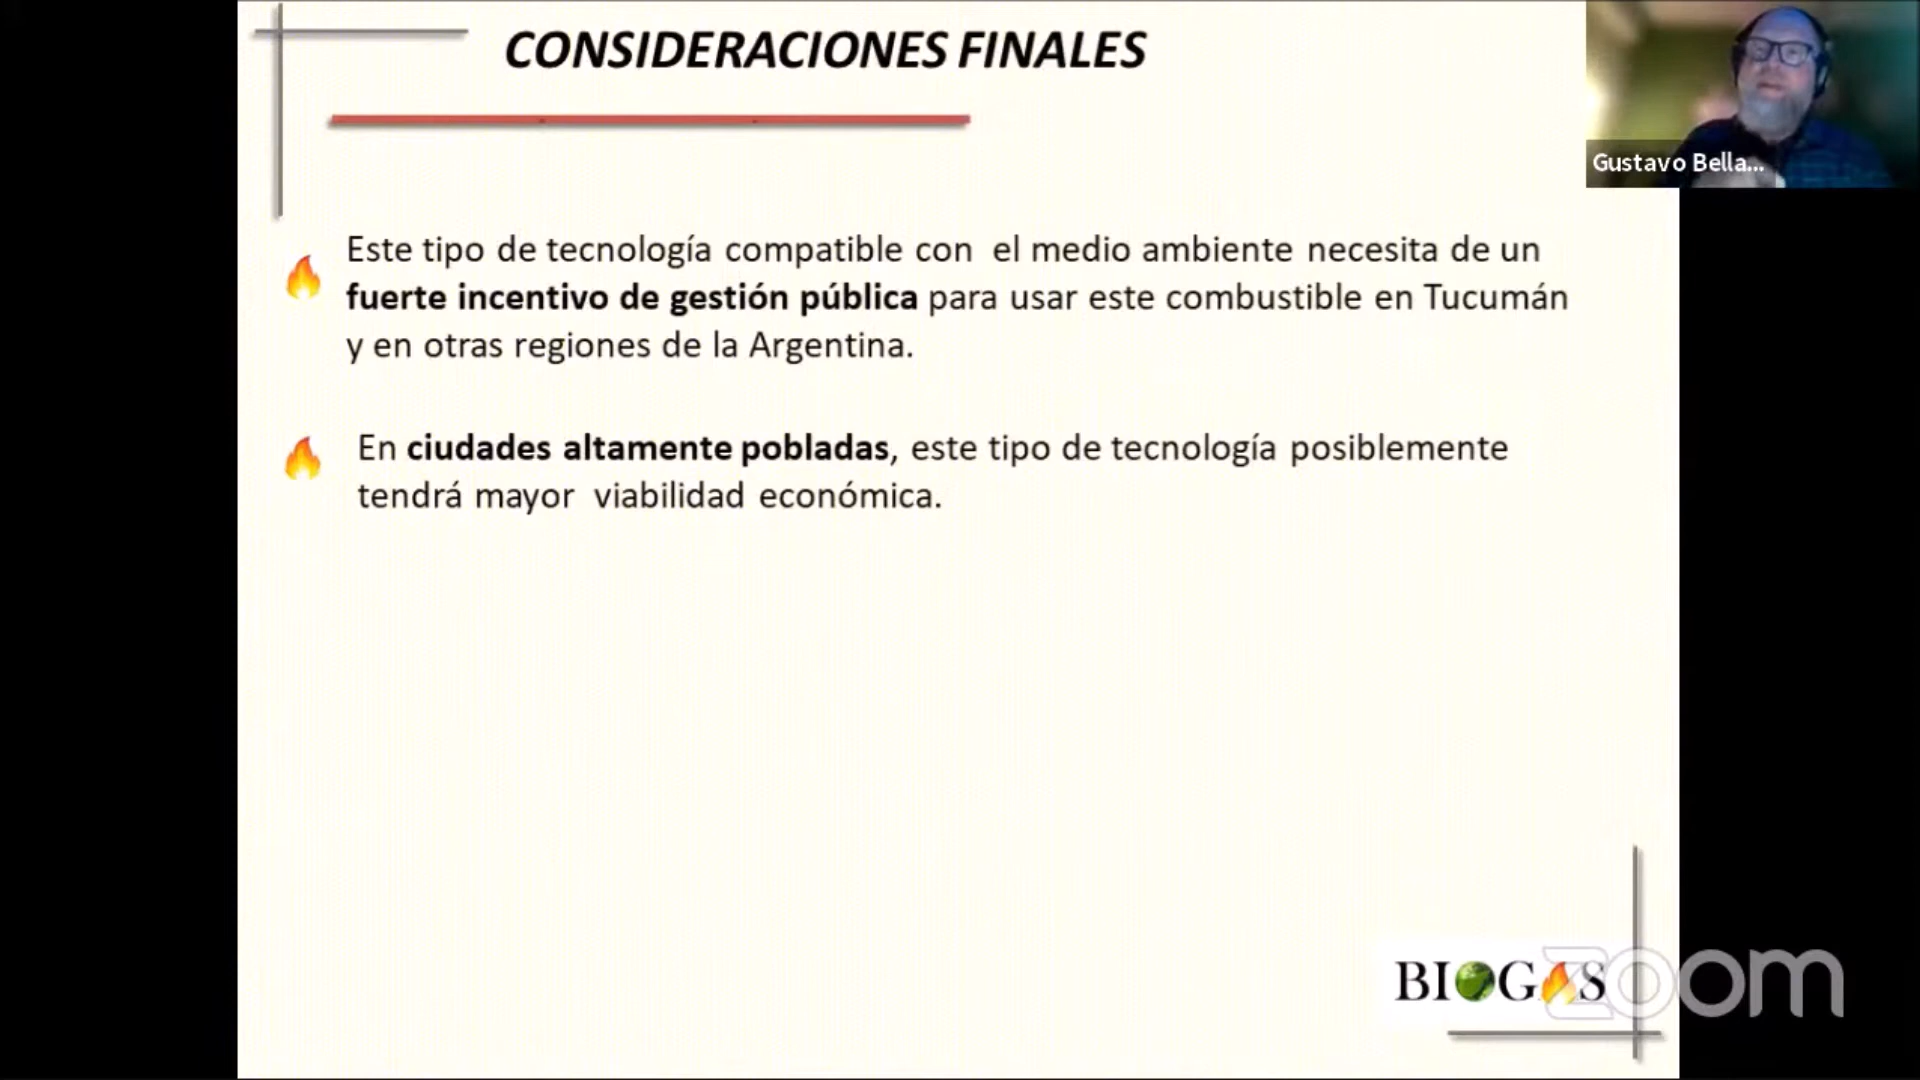 CONSIDERACIONES FINALES
Gustavo Bella...
Este tipo de tecnología compatible con el medio ambiente necesita de un
fuerte incentivo de gestión pública para usar este combustible en Tucumán
y en otras regiones de la Argentina.
En ciudades altamente pobladas, este tipo de tecnología posiblemente
tendrá mayor viabilidad económica.
BIOGAS
zoom